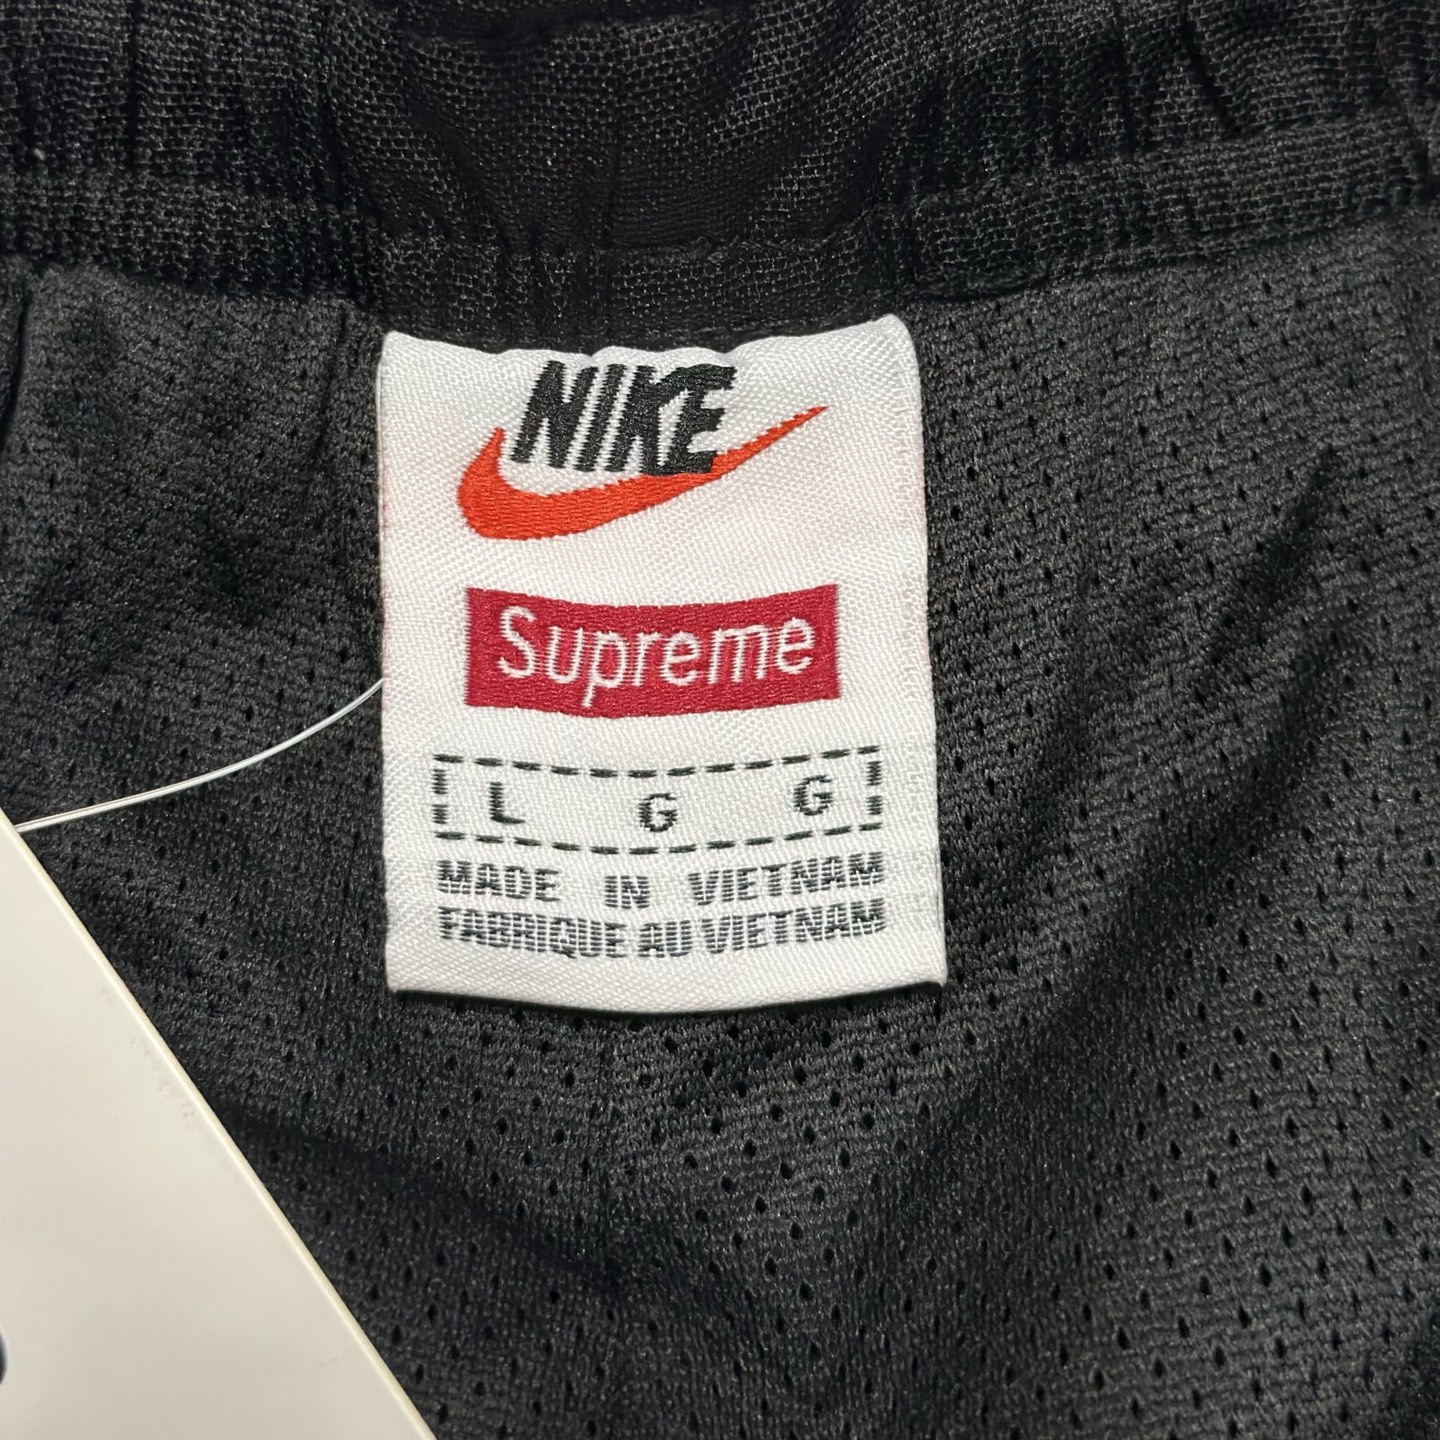 NIKE
Supreme
L G G
MADE IN VIETNAM
FABRIQUE AU VIETNAM